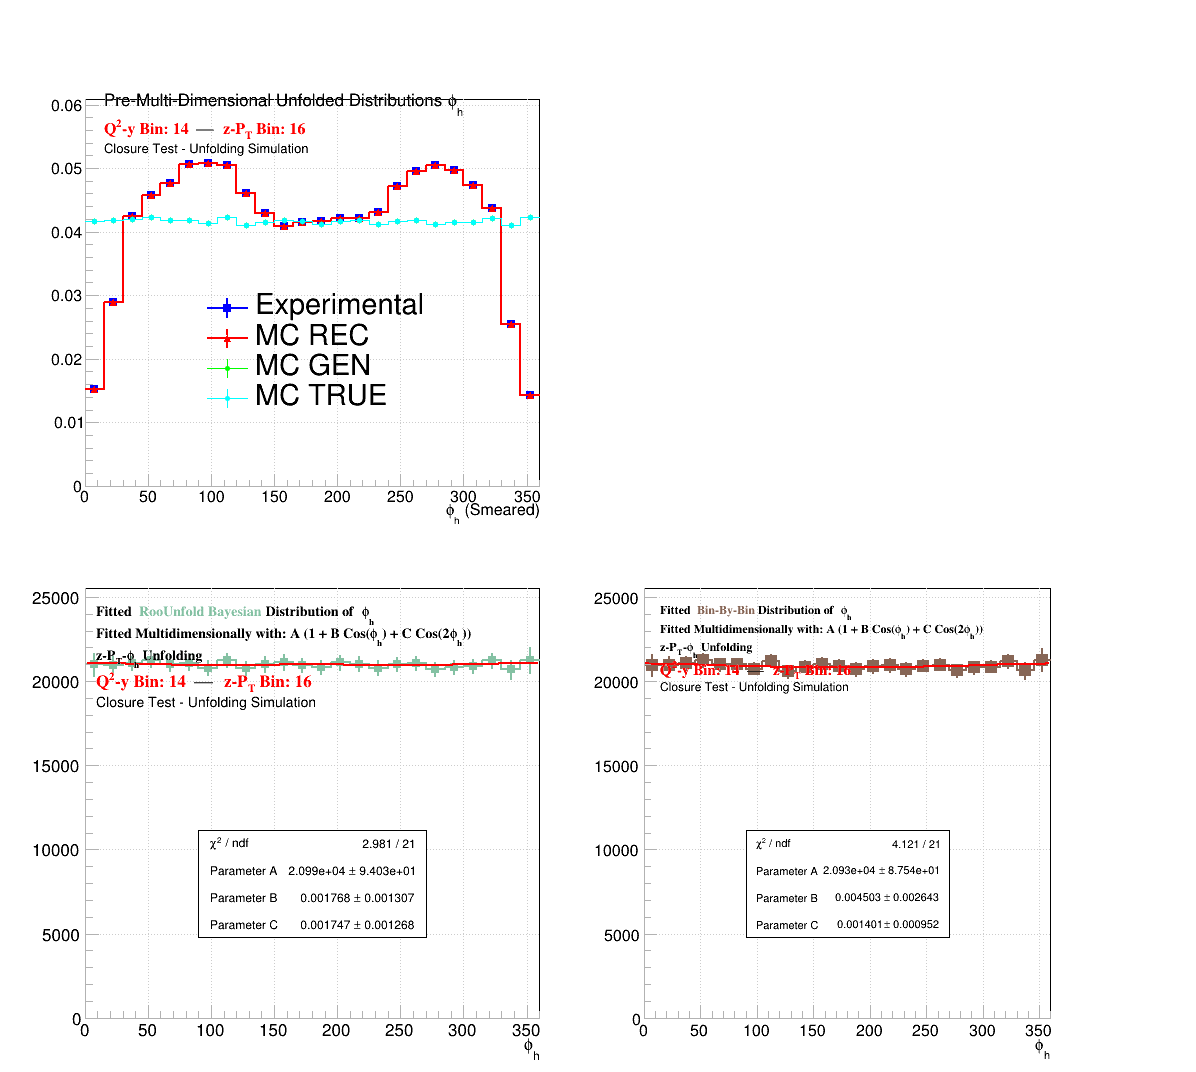 Pre-Multi-Dimensional Unfolded Distributions ϕh
Q2-y Bin: 14 — z-PT Bin: 16
Closure Test - Unfolding Simulation
0.06
0.05
0.04
0.03
0.02
0.01
0
Experimental
MC REC
MC GEN
MC TRUE
0 50 100 150 200 250 300 350
ϕh (Smeared)
Fitted RooUnfold Bayesian Distribution of ϕh
Fitted Multidimensionally with: A (1 + B Cos(ϕh) + C Cos(2ϕh))
z-PT-ϕh Unfolding
Q2-y Bin: 14 — z-PT Bin: 16
Closure Test - Unfolding Simulation
25000
20000
15000
10000
5000
0
χ2 / ndf 2.981 / 21
Parameter A 2.099e+04 ± 9.403e+01
Parameter B 0.001768 ± 0.001307
Parameter C 0.001747 ± 0.001268
0 50 100 150 200 250 300 350
ϕh
Fitted Bin-By-Bin Distribution of ϕh
Fitted Multidimensionally with: A (1 + B Cos(ϕh) + C Cos(2ϕh))
z-PT-ϕh Unfolding
Q2-y Bin: 14 — z-PT Bin: 16
Closure Test - Unfolding Simulation
25000
20000
15000
10000
5000
0
χ2 / ndf 4.121 / 21
Parameter A 2.093e+04 ± 8.754e+01
Parameter B 0.004503 ± 0.002643
Parameter C 0.001401 ± 0.000952
0 50 100 150 200 250 300 350
ϕh